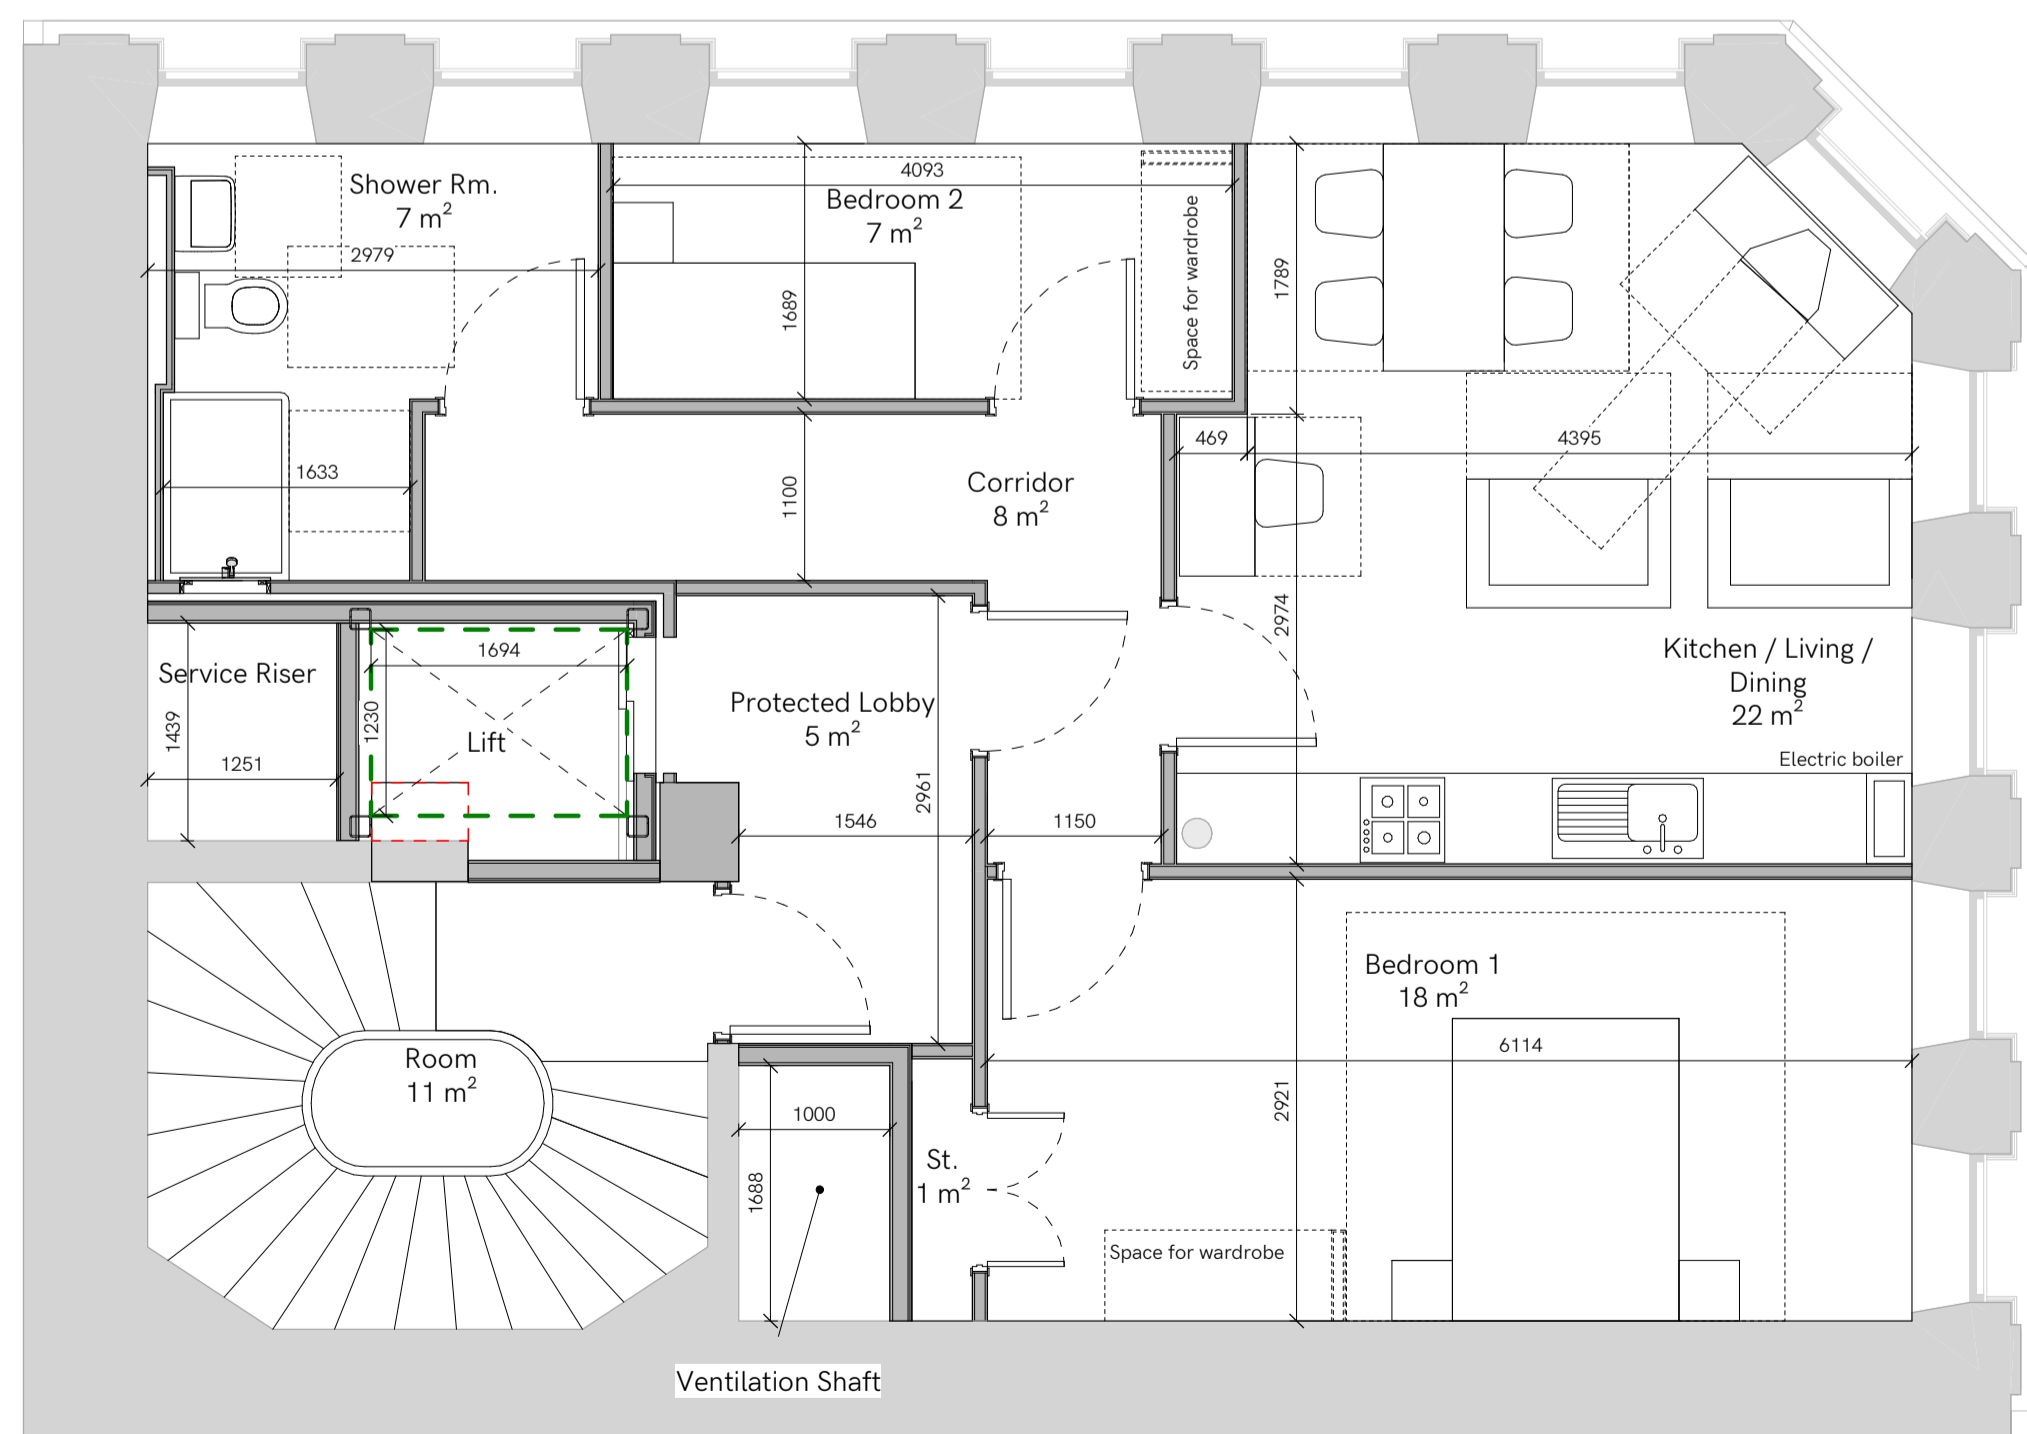 Shower Rm.
7 m²
2979
1633
4093
Bedroom 2
7 m²
1689
Space for wardrobe
1789
469
4395
Corridor
8 m²
1100
2974
Kitchen / Living /
Dining
22 m²
Electric boiler
Service Riser
1439
1251
1694
1230
Lift
Protected Lobby
5 m²
2961
1546
1150
Bedroom 1
18 m²
6114
2921
Room
11 m²
1000
1688
St.
1 m²
Space for wardrobe
Ventilation Shaft